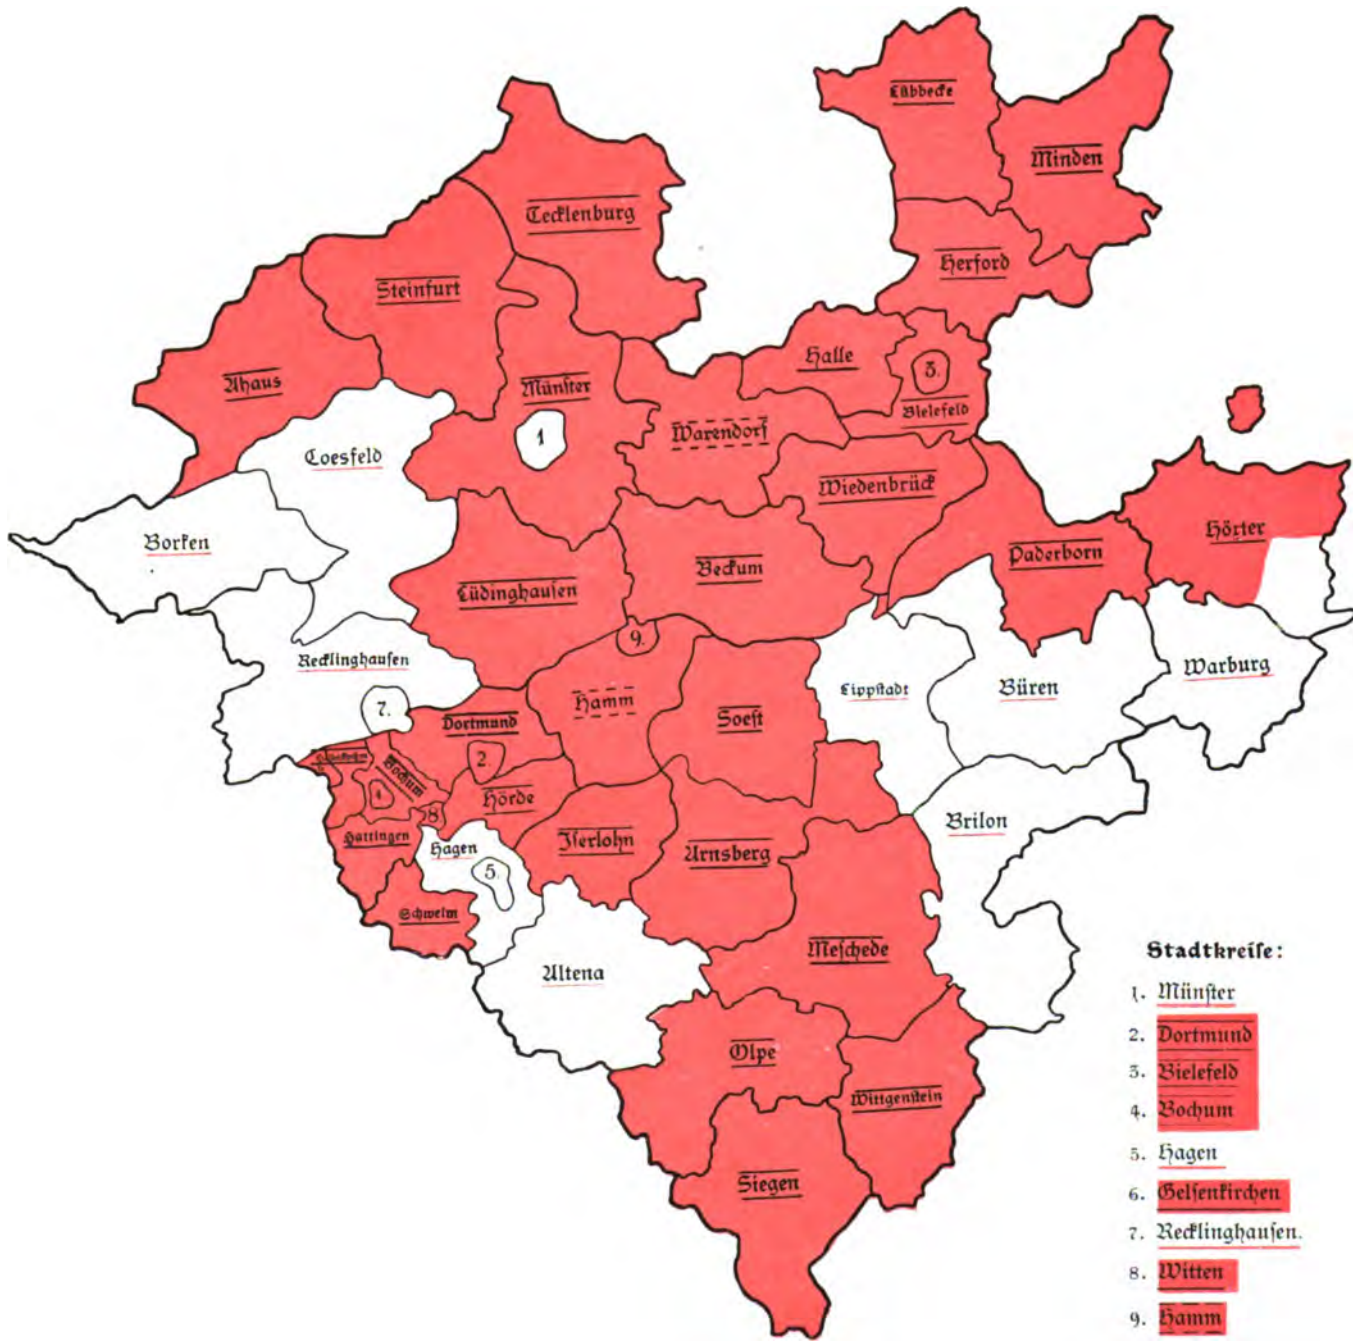 Lübbecke
Minden
Tecklenburg
Herford
Steinfurt
Halle
3.
Ahaus
Münster
Bielefeld
Warendorf
1
Coesfeld
Wiedenbrück
Höxter
Borken
Paderborn
Beckum
Lüdinghausen
9.
Recklinghausen
Warburg
Lippstadt
Büren
Hamm
7.
Soest
Dortmund
2.
Gelsenkirchen
Bochum
4.
Hörde
8
Brilon
Hattingen
Iserlohn
Hagen
Arnsberg
5.
Schwelm
Meschede
Altena
Olpe
Wittgenstein
Siegen
Stadtkreise:
1. Münster
2. Dortmund
3. Bielefeld
4. Bochum
5. Hagen
6. Gelsenkirchen
7. Recklinghausen.
8. Witten
9. Hamm